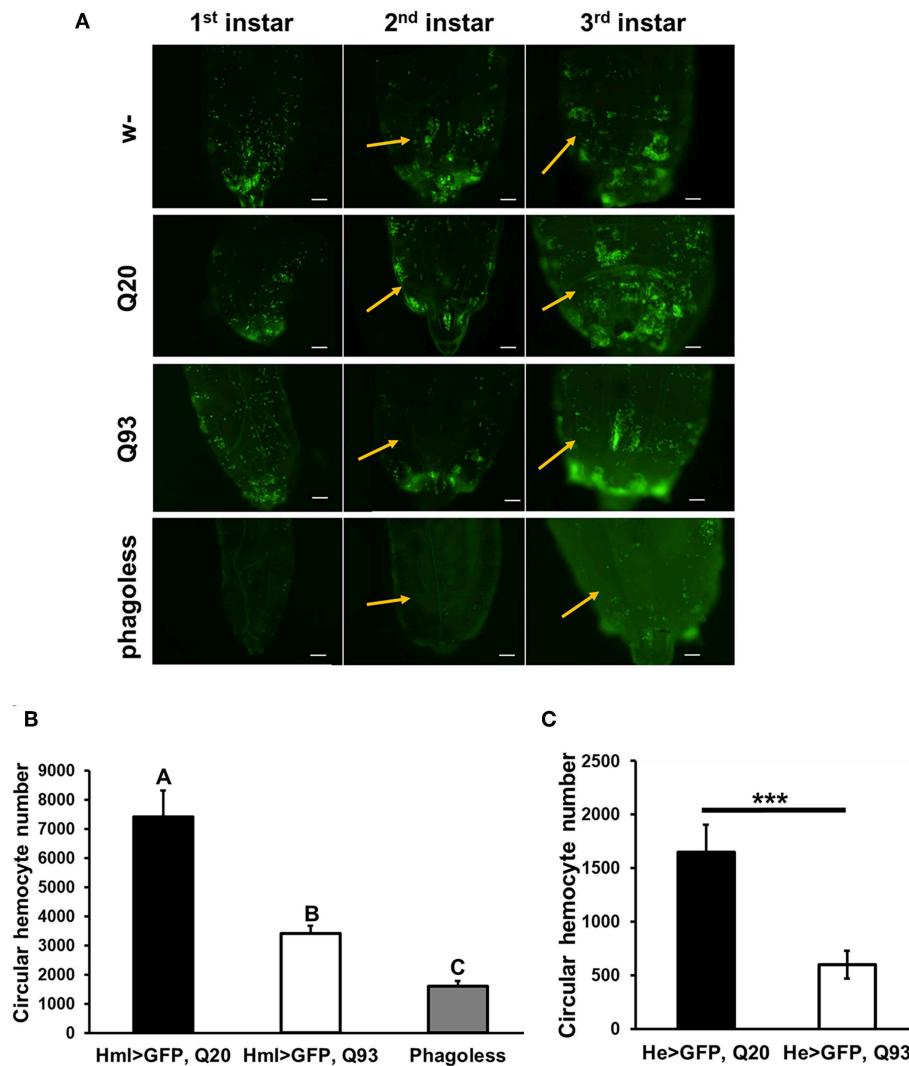 A
1st instar
2nd instar
3rd instar
w-
Q20
Q93
phagoless
B
Circular hemocyte number
9000
8000
7000
6000
5000
4000
3000
2000
1000
0
A
B
C
Hml>GFP, Q20
Hml>GFP, Q93
Phagoless
C
Circular hemocyte number
2500
2000
1500
1000
500
0
***
He>GFP, Q20
He>GFP, Q93